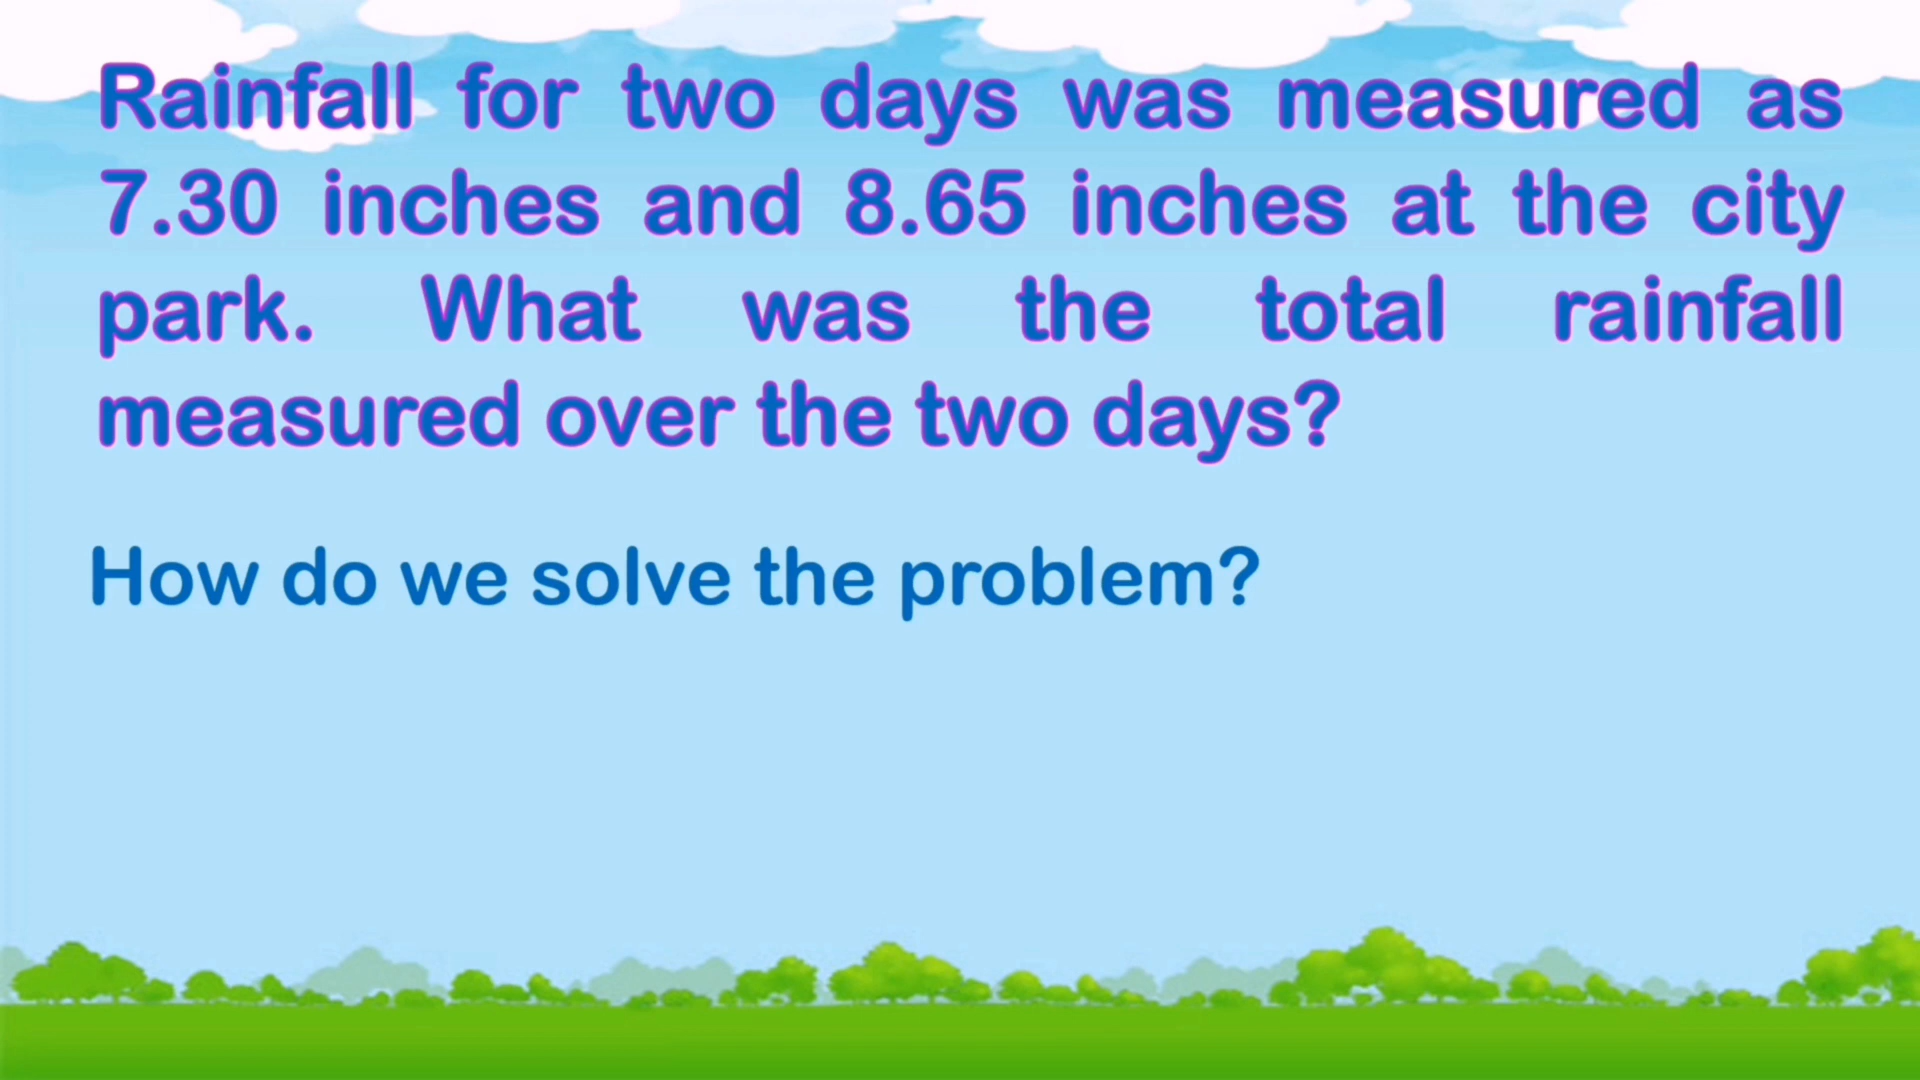 Rainfall for two days was measured as
7.30 inches and 8.65 inches at the city
park. What was the total rainfall
measured over the two days?
How do we solve the problem?